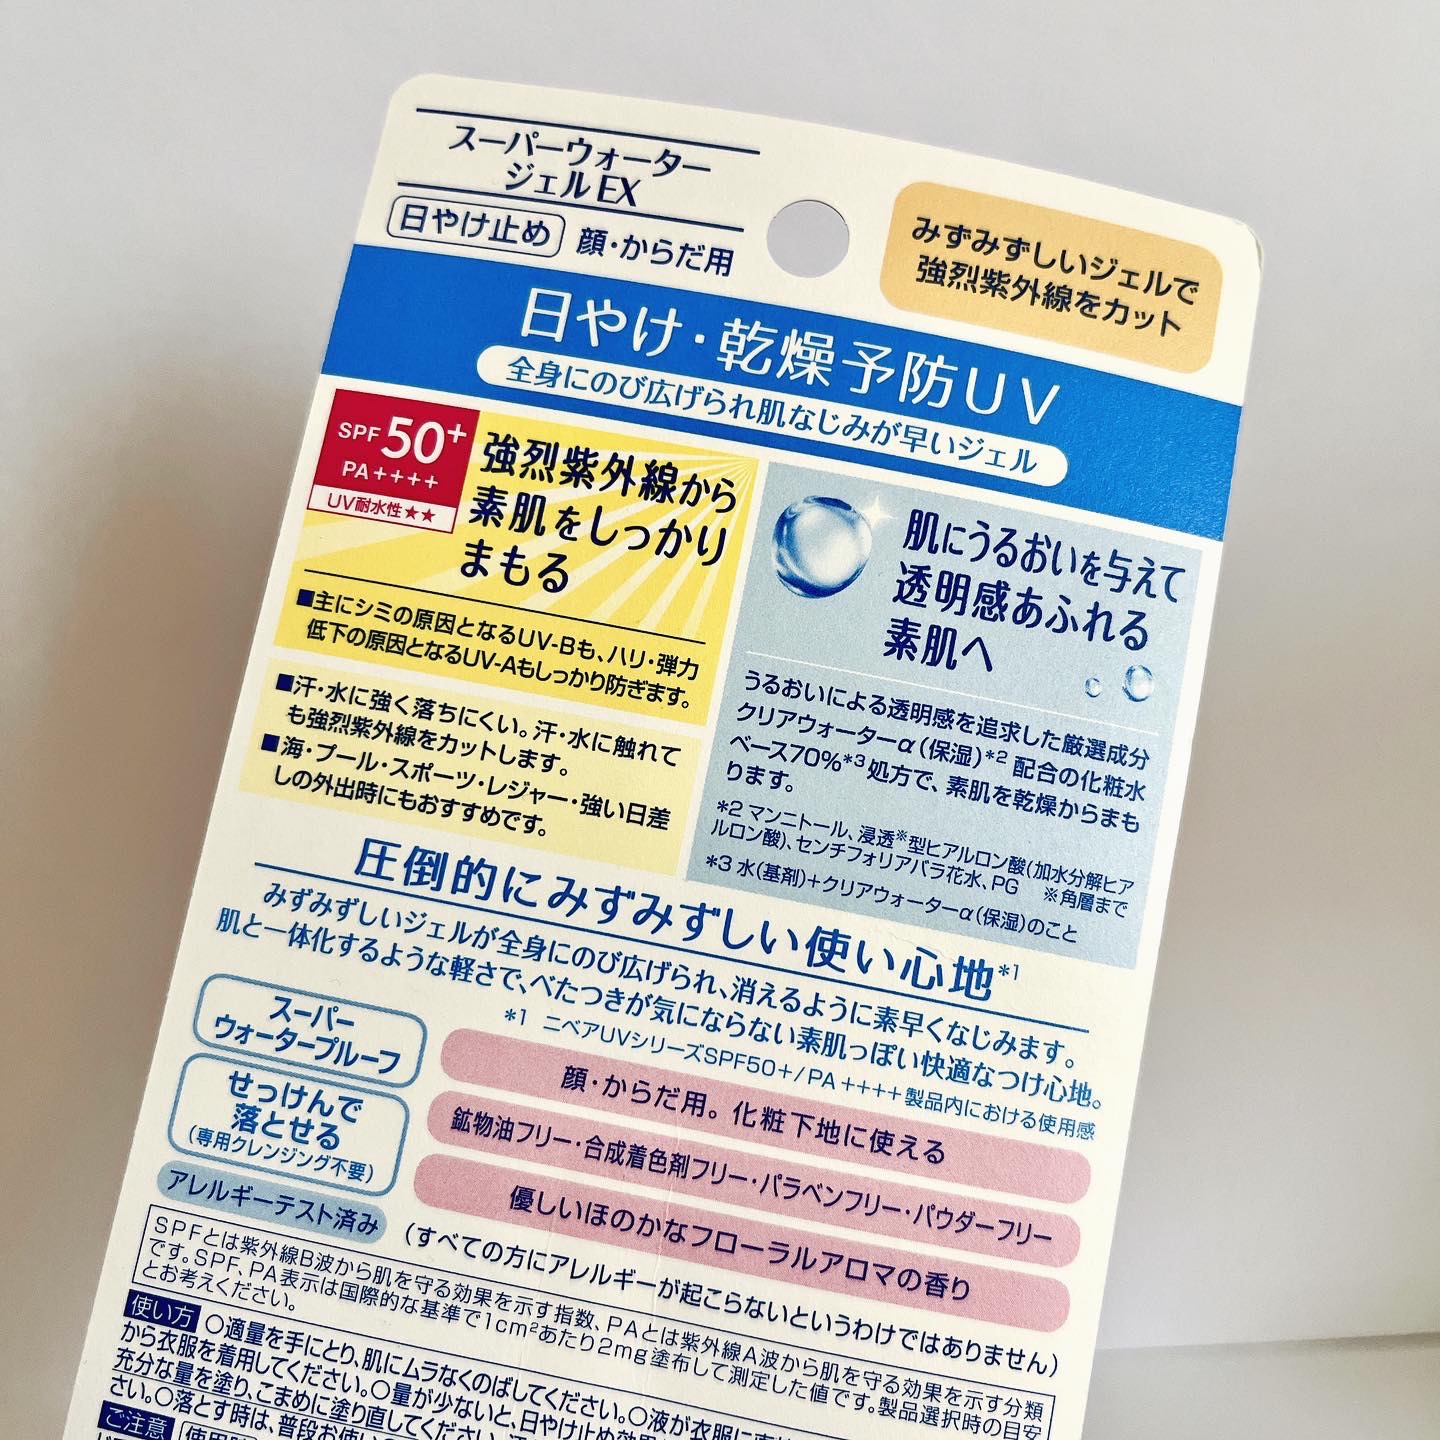 スーパーウォーター
ジェルEX
日やけ止め 顔・からだ用
みずみずしいジェルで
強烈紫外線をカット
日やけ・乾燥予防UV
全身にのび広げられ肌なじみが早いジェル
SPF50+
PA++++
UV耐水性★★
強烈紫外線から
素肌をしっかり
まもる
■主にシミの原因となるUV-Bも、ハリ・弾力
低下の原因となるUV-Aもしっかり防ぎます。
■汗・水に強く落ちにくい。汗・水に触れて
も強烈紫外線をカットします。
■海・プール・スポーツ・レジャー・強い日差
しの外出時にもおすすめです。
肌にうるおいを与えて
透明感あふれる
素肌へ
うるおいによる透明感を追求した厳選成分
クリアウォーターα(保湿)*2 配合の化粧水
ベース70%*3処方で、素肌を乾燥からまも
ります。
*2 マンニトール、浸透※型ヒアルロン酸(加水分解ヒア
ルロン酸)、センチフォリアバラ花水、PG ※角層まで
*3 水(基剤)+クリアウォーターα(保湿)のこと
圧倒的にみずみずしい使い心地*1
みずみずしいジェルが全身にのび広げられ、消えるように素早くなじみます。
肌と一体化するような軽さで、べたつきが気にならない素肌っぽい快適なつけ心地。
*1 ニベアUVシリーズSPF50+/PA++++製品内における使用感
スーパー
ウォータープルーフ
せっけんで
落とせる
(専用クレンジング不要)
アレルギーテスト済み
顔・からだ用。化粧下地に使える
鉱物油フリー・合成着色剤フリー・パラベンフリー・パウダーフリー
優しいほのかなフローラルアロマの香り
(すべての方にアレルギーが起こらないというわけではありません)
SPFとは紫外線B波から肌を守る効果を示す指数、PAとは紫外線A波から肌を守る効果を示す分類
です。SPF、PA表示は国際的な基準で1cm²あたり2mg塗布して測定した値です。製品選択時の目安
とお考えください。
使い方 ○適量を手にとり、肌にムラなくのばしてください。○液が衣服に
から衣服を着用してください。○量が少ないと、日やけ止め効果
充分な量を塗り、こまめに塗り直してください。
さい。○落とす時は、普段お使いの
ご注意